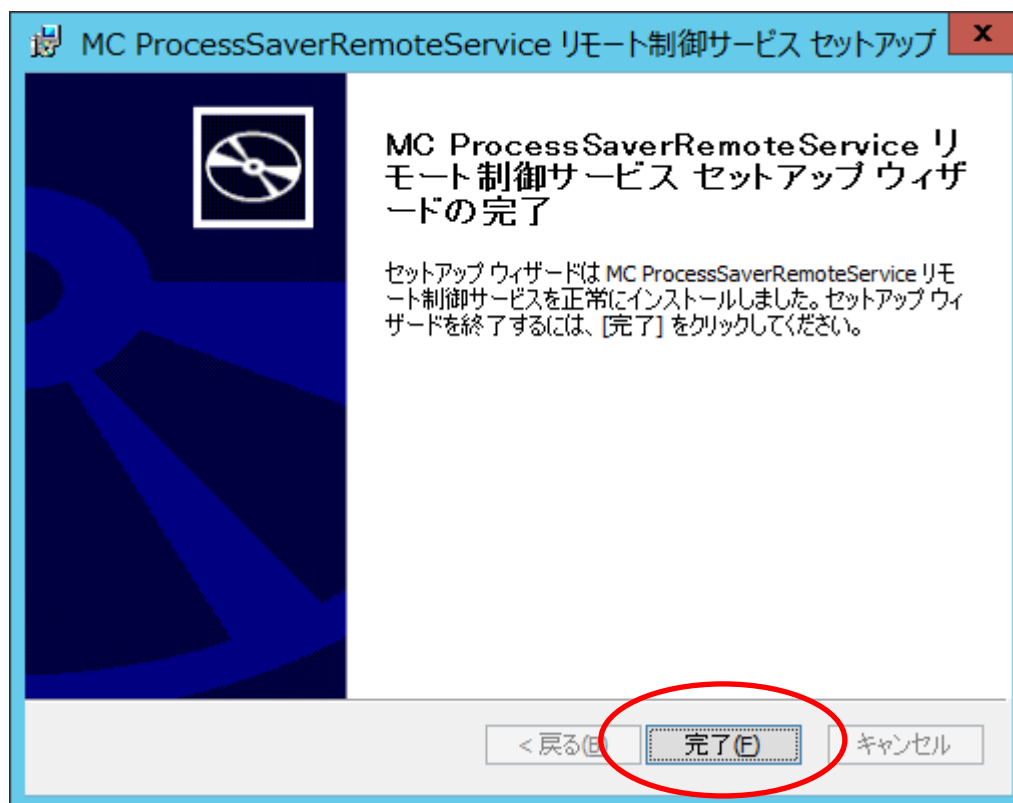 MC ProcessSaverRemoteService リモート制御サービス セットアップ
x
MC ProcessSaverRemoteService リ
モート制御サービス セットアップ ウィザ
ードの完了
セットアップ ウィザードは MC ProcessSaverRemoteService リモ
ート制御サービスを正常にインストールしました。セットアップ ウィ
ザードを終了するには、[完了] をクリックしてください。
< 戻る(B) 完了(F) キャンセル